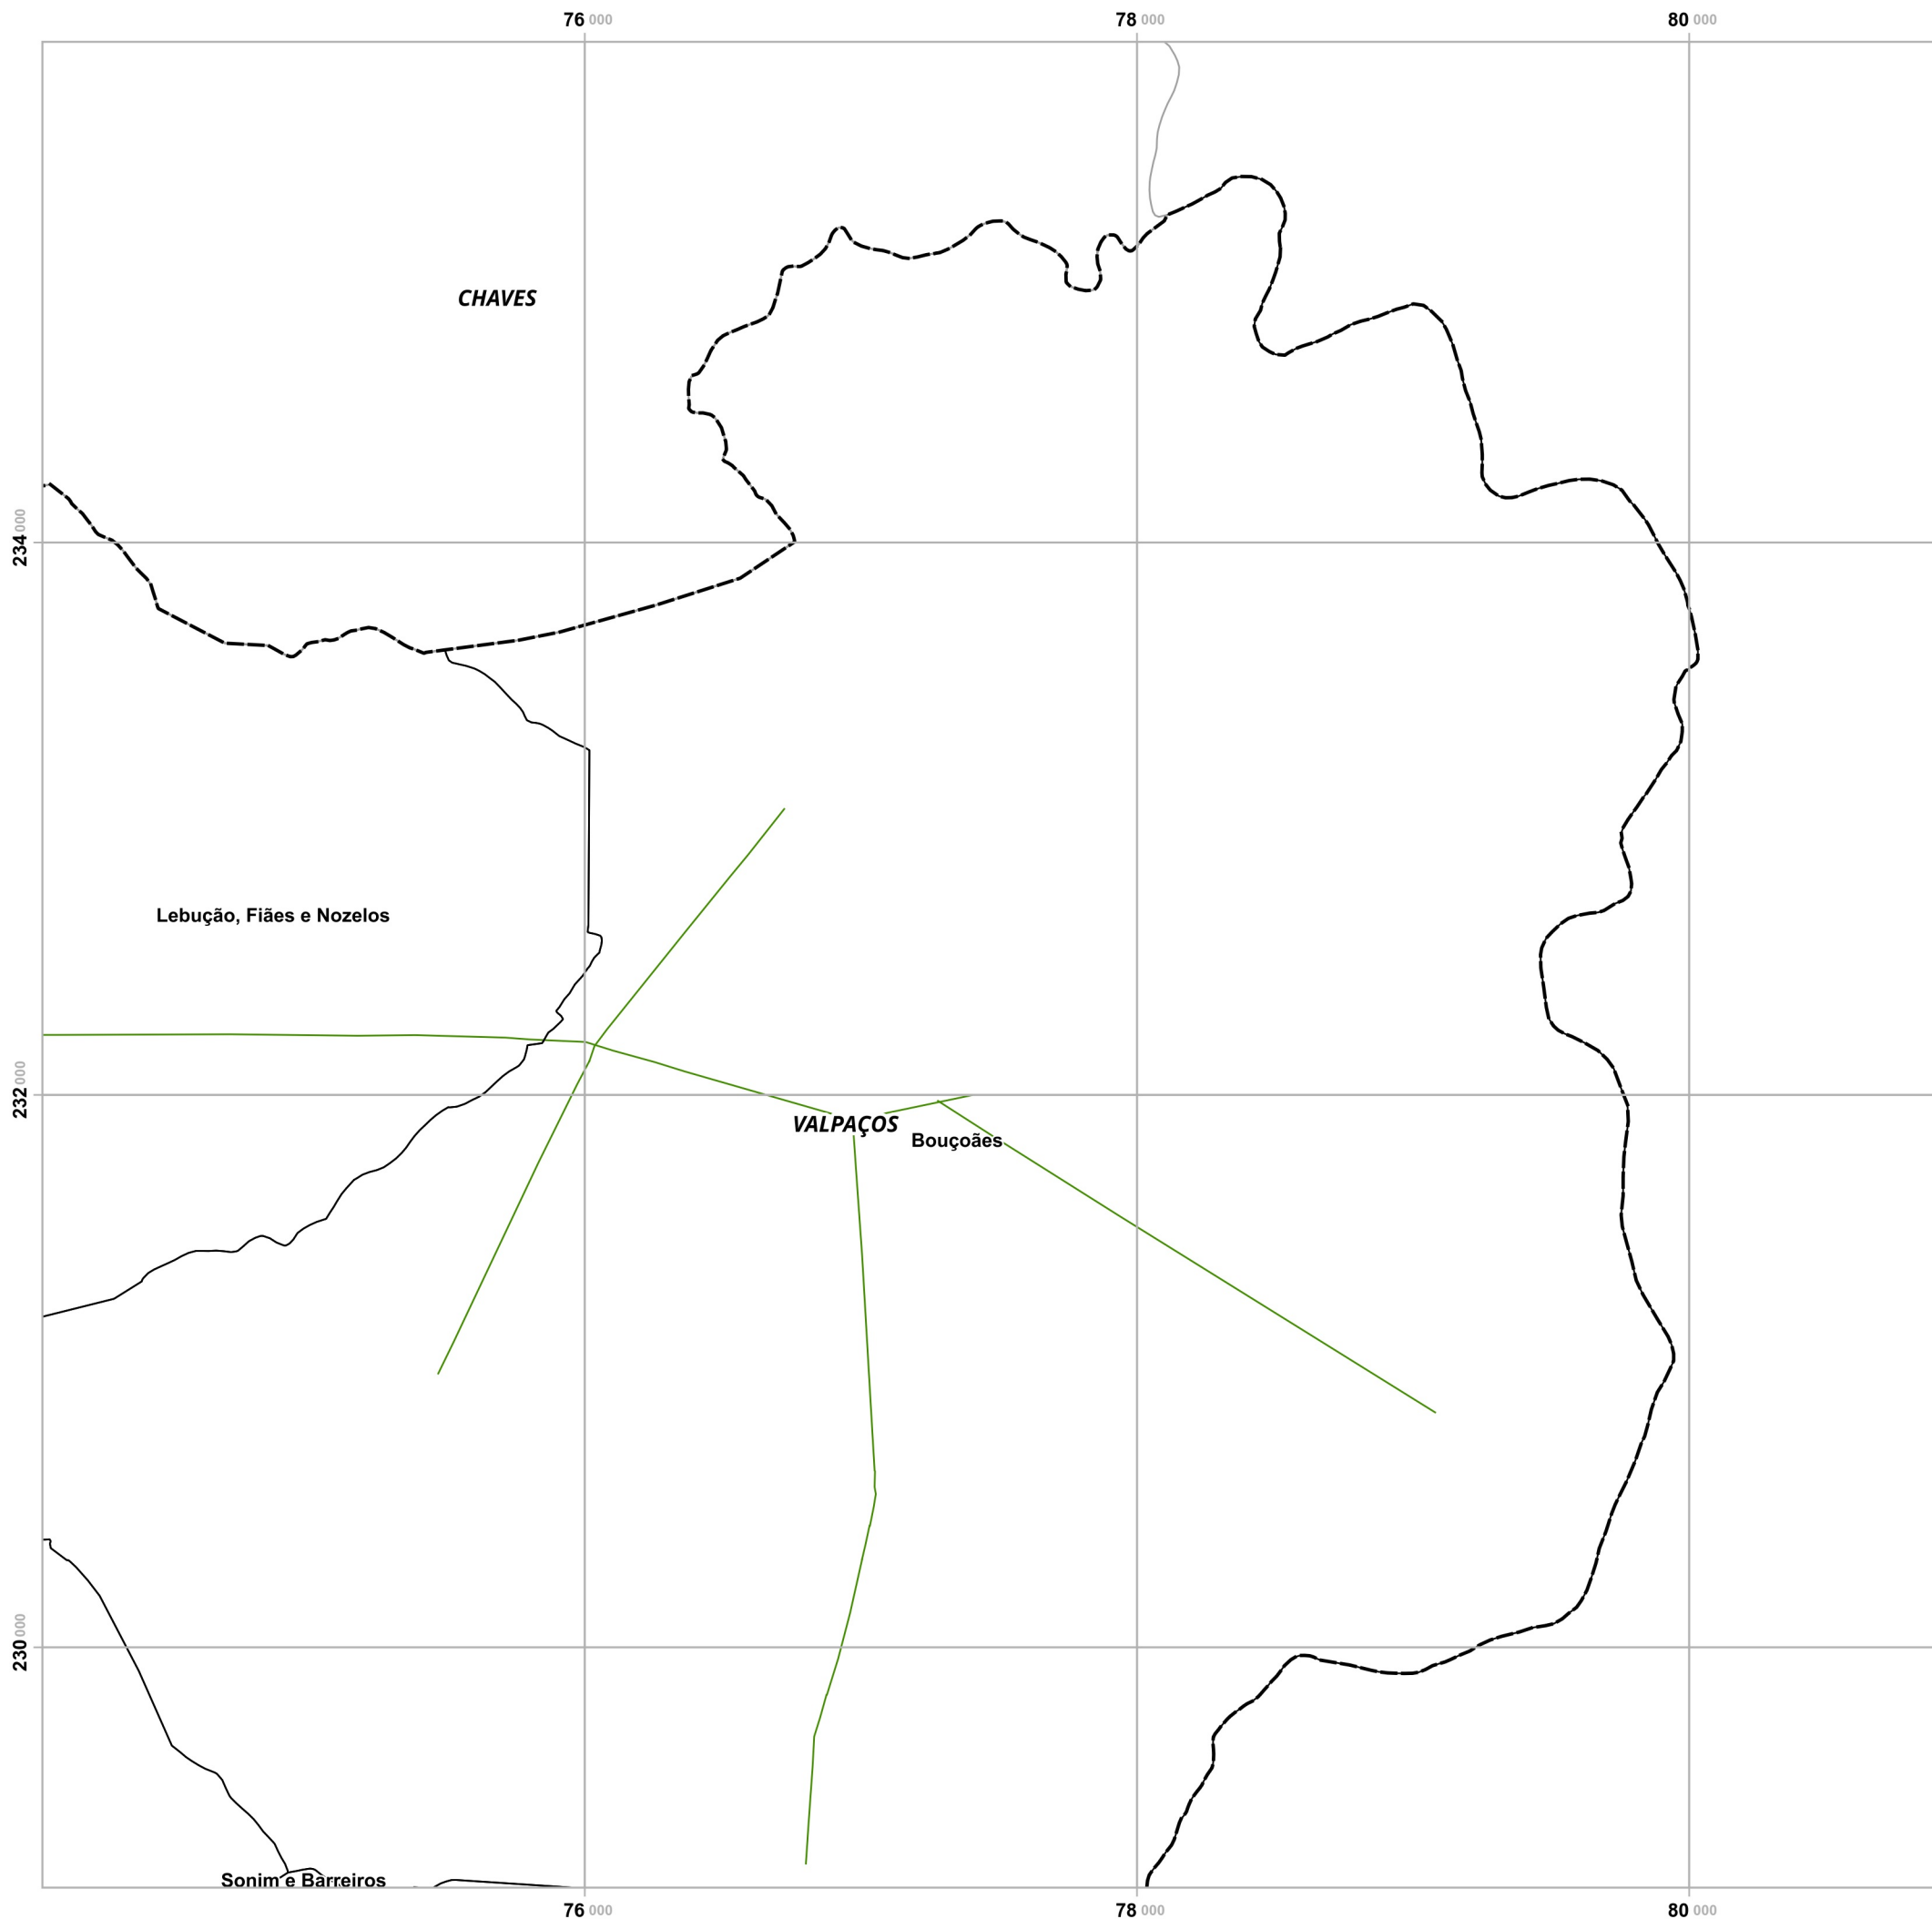 76 000 78 000 80 000
CHAVES
234 000
Lebução, Fiães e Nozelos
232 000
VALPAÇOS
Bouçoães
230 000
Sonim e Barreiros
76 000 78 000 80 000